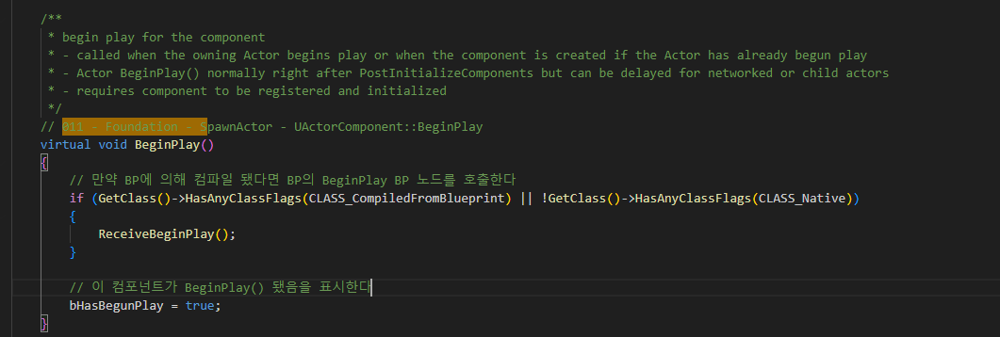 /**
* begin play for the component
* - called when the owning Actor begins play or when the component is created if the Actor has already begun play
* - Actor BeginPlay() normally right after PostInitializeComponents but can be delayed for networked or child actors
* - requires component to be registered and initialized
*/
// 011 - Foundation - SpawnActor - UActorComponent::BeginPlay
virtual void BeginPlay()
{
// 만약 BP에 의해 컴파일 됐다면 BP의 BeginPlay BP 노드를 호출한다
if (GetClass()->HasAnyClassFlags(CLASS_CompiledFromBlueprint) || !GetClass()->HasAnyClassFlags(CLASS_Native))
{
ReceiveBeginPlay();
}
// 이 컴포넌트가 BeginPlay() 됐음을 표시한다
bHasBegunPlay = true;
}